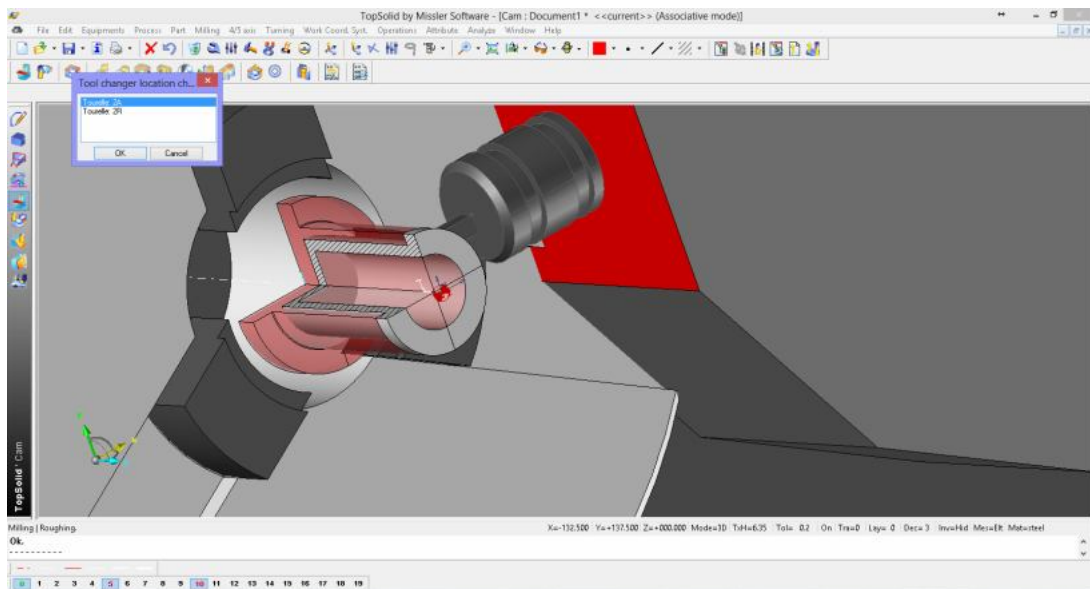 TopSolid by Missler Software - [Cam : Document1 * <<current>> (Associative mode)]
File Edit Equipments Process Part Milling 4/5 axis Turning Work Coord. Syst. Operations Attribute Analyze Window Help
Tool changer location ch...
Tourelle: 2A
Tourelle: 2R
OK Cancel
TopSolid'Cam
Milling | Roughing.
X=-132.500 Y=+137.500 Z=+000.000 Mode=3D TxH=6.35 Tol= 0.2 On Tra=0 Lay= 0 Dec= 3 Inv=Hid Mes=Elt Mat=steel
Ok.
----------
0 1 2 3 4 5 6 7 8 9 10 11 12 13 14 15 16 17 18 19